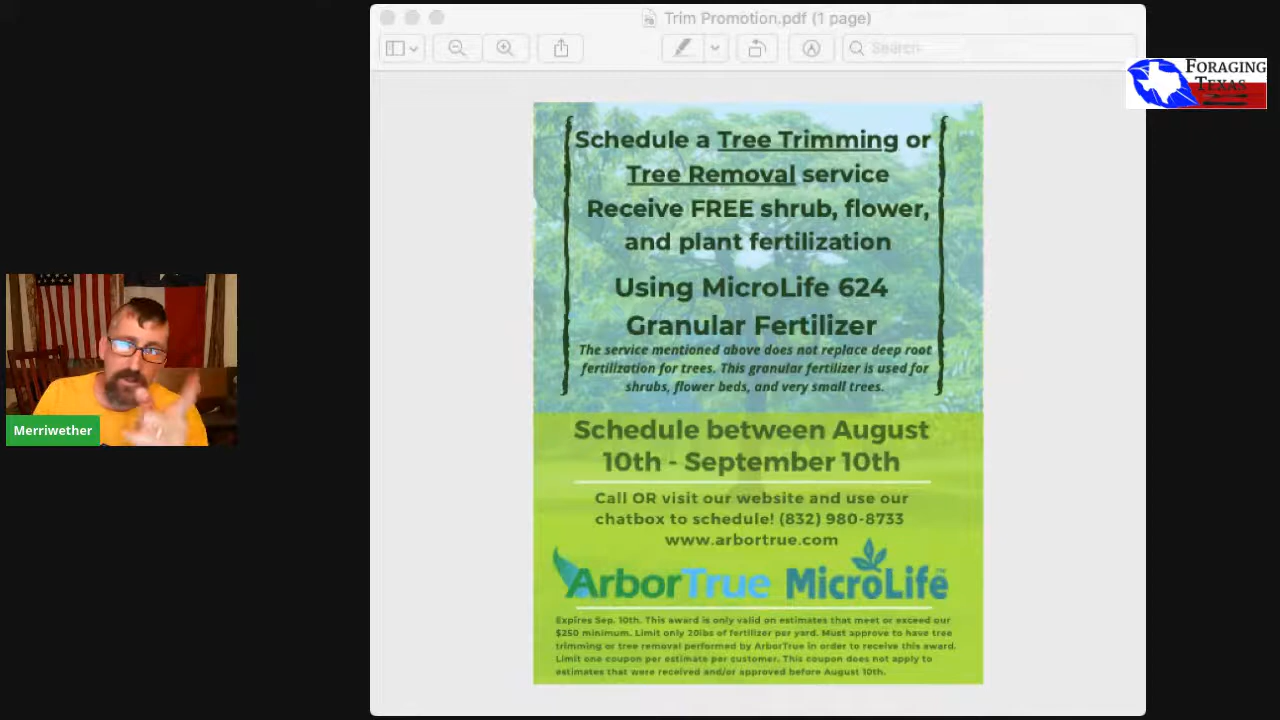 Trim Promotion.pdf (1 page)
Search
FORAGING
TEXAS
Schedule a Tree Trimming or
Tree Removal service
Receive FREE shrub, flower,
and plant fertilization
Using MicroLife 624
Granular Fertilizer
The service mentioned above does not replace deep root
fertilization for trees. This granular fertilizer is used for
shrubs, flower beds, and very small trees.
Merriwether
Schedule between August
10th - September 10th
Call OR visit our website and use our
chatbox to schedule! (832) 980-8733
www.arbortrue.com
ArborTrue MicroLife™
Expires Sep. 10th. This award is only valid on estimates that meet or exceed our
$250 minimum. Limit only 20lbs of fertilizer per yard. Must approve to have tree
trimming or tree removal performed by ArborTrue in order to receive this award.
Limit one coupon per estimate per customer. This coupon does not apply to
estimates that were received and/or approved before August 10th.